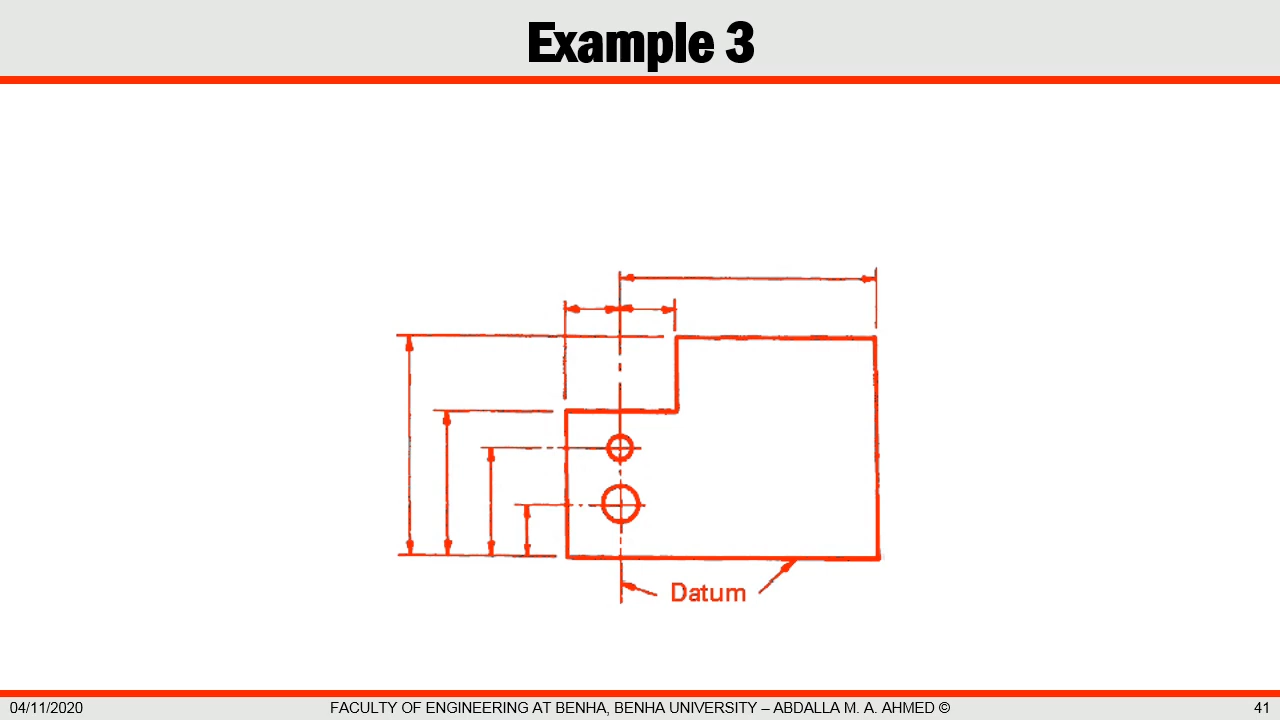 Example 3
Datum
04/11/2020
FACULTY OF ENGINEERING AT BENHA, BENHA UNIVERSITY – ABDALLA M. A. AHMED ©
41